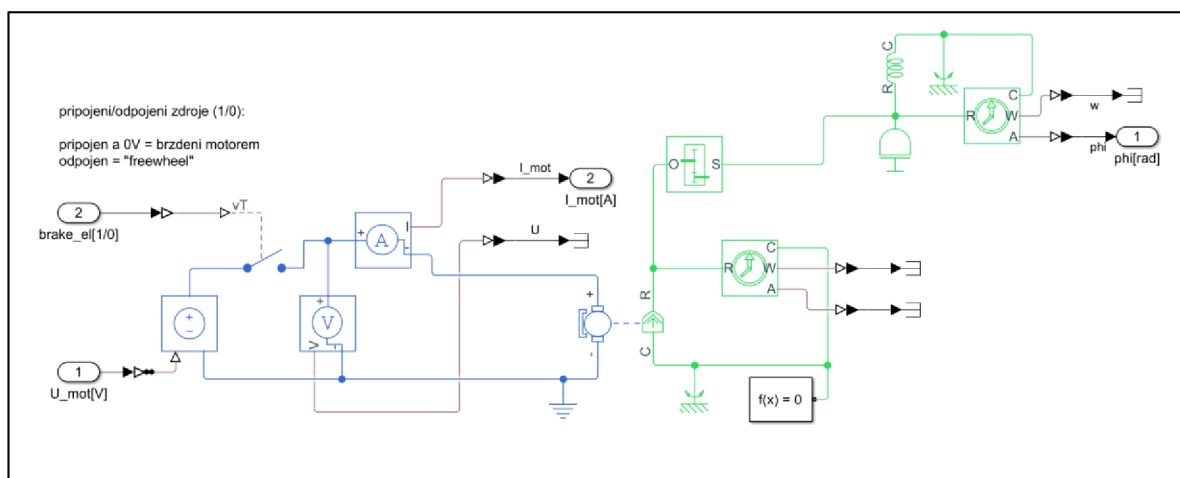 pripojeni/odpojeni zdroje (1/0):
pripojen a 0V = brzdeni motorem
odpojen = "freewheel"
2
brake_el[1/0]
vT
1
U_mot[V]
+
-
+
A
I
-
+
V
V
-
I_mot
2
I_mot[A]
U
+
-
R
C
O
S
R
C
W
A
f(x) = 0
C
R
R
C
W
A
w
phi
1
phi[rad]